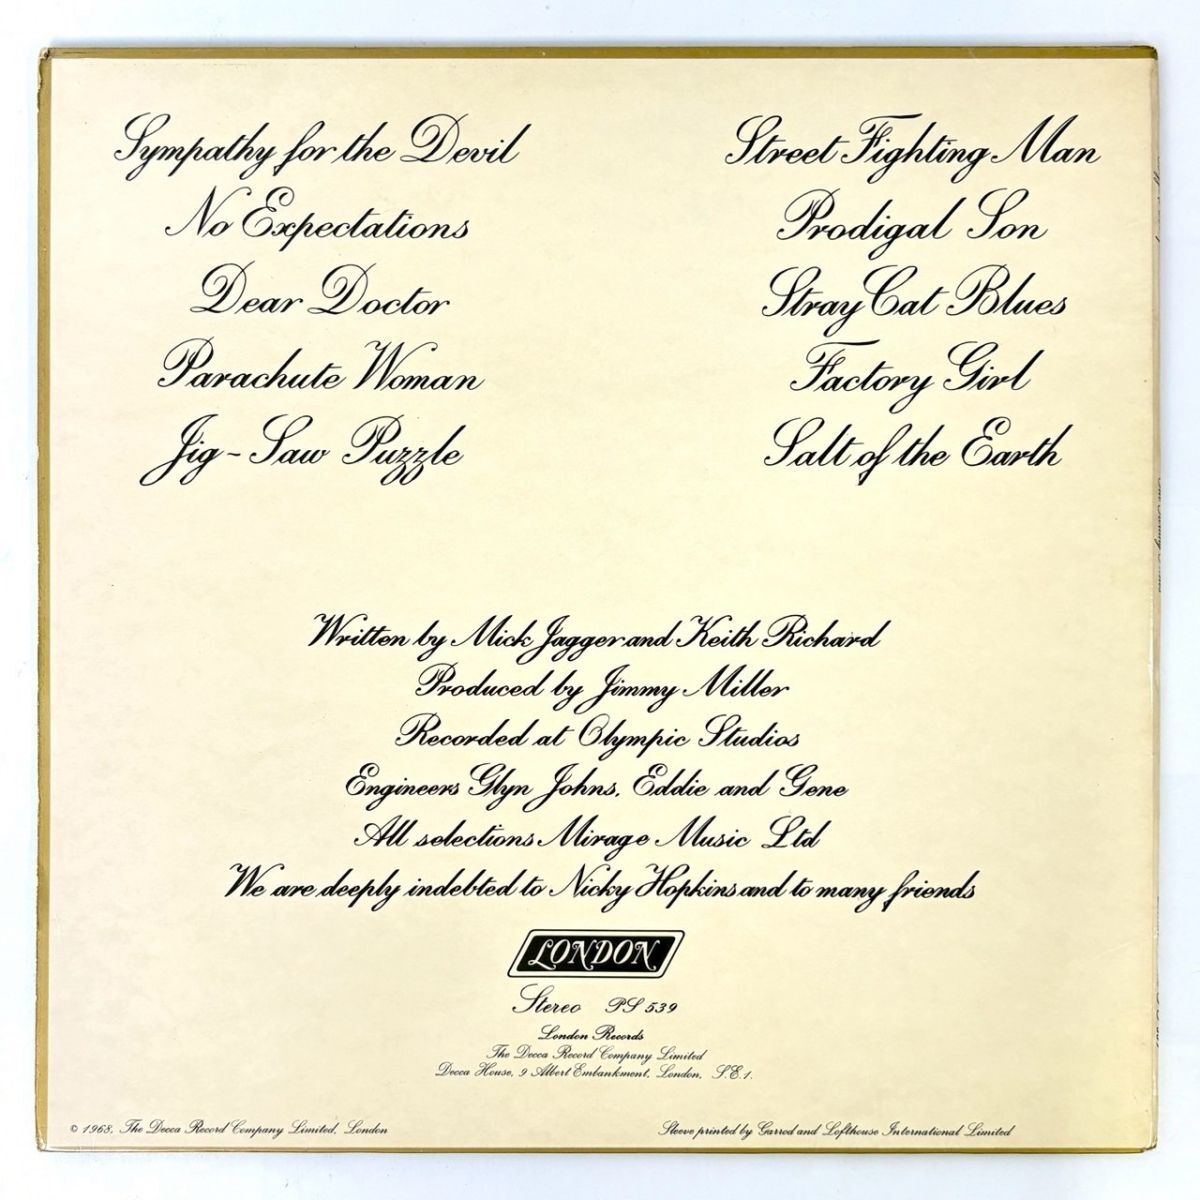 Sympathy for the Devil
No Expectations
Dear Doctor
Parachute Woman
Jig-Saw Puzzle
Street Fighting Man
Prodigal Son
Stray Cat Blues
Factory Girl
Salt of the Earth
Written by Mick Jagger and Keith Richard
Produced by Jimmy Miller
Recorded at Olympic Studios
Engineers Glyn Johns, Eddie and Gene
All selections Mirage Music Ltd
We are deeply indebted to Nicky Hopkins and to many friends
LONDON
Stereo PS 539
London Records
The Decca Record Company Limited
Decca House, 9 Albert Embankment, London, S.E.1.
© 1968, The Decca Record Company Limited, London
Sleeve printed by Garrod and Lofthouse International Limited